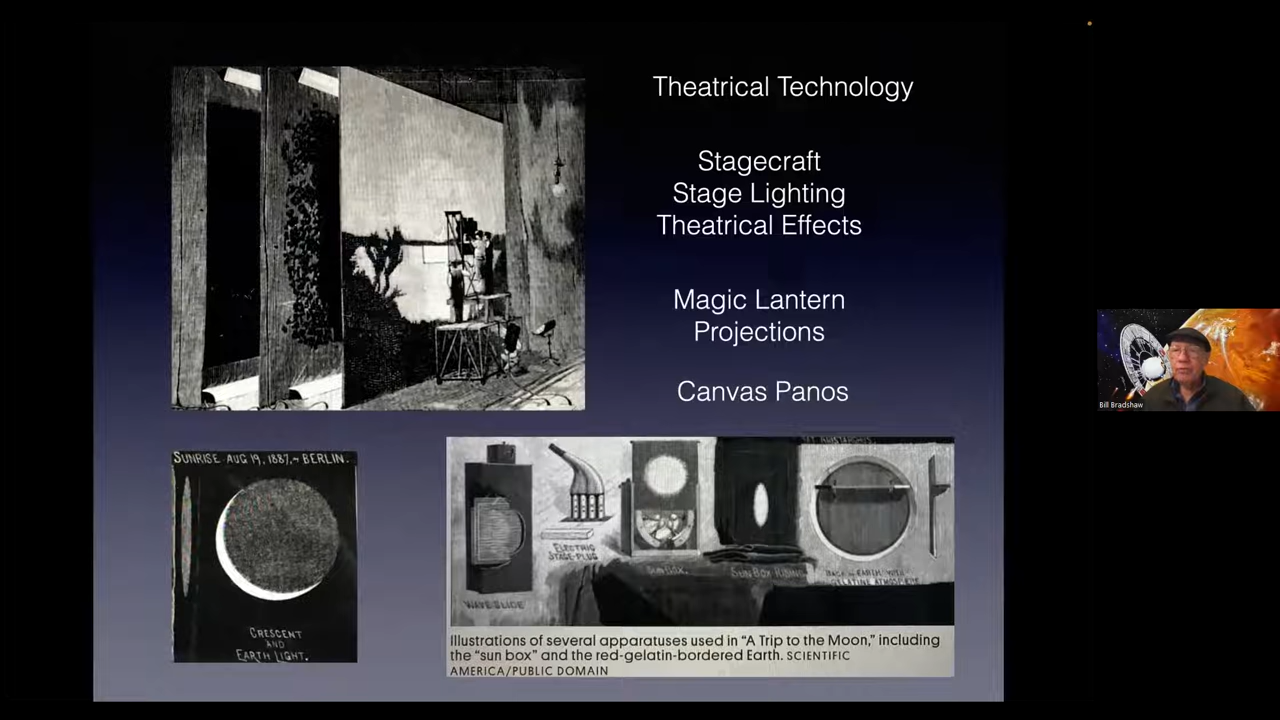 Theatrical Technology
Stagecraft
Stage Lighting
Theatrical Effects
Magic Lantern
Projections
Canvas Panos
Bill Bradshaw
SUNRISE AUG 19, 1887, ~ BERLIN.
CRESCENT
AND
EARTH LIGHT.
ELECTRIC
STAGE-PLUG
SUN BOX.
SUN BOX RISING
BACK OF EARTH WITH
GELATINE ATMOSPHERE
WAVE SLIDE
Illustrations of several apparatuses used in “A Trip to the Moon,” including
the “sun box” and the red-gelatin-bordered Earth. SCIENTIFIC
AMERICA/PUBLIC DOMAIN